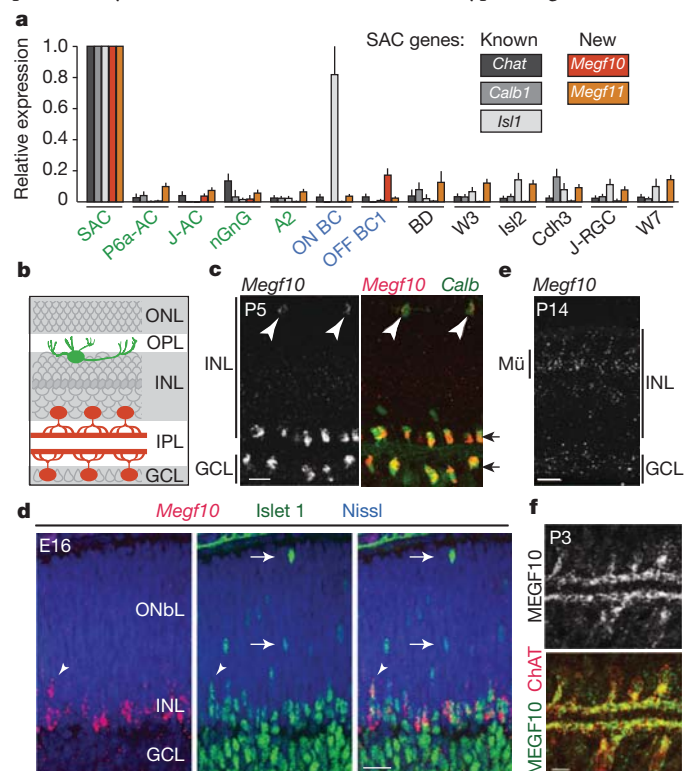 a
SAC genes: Known New
Chat Megf10
Calb1 Megf11
Isl1
Relative expression
1.0
0.8
0.6
0.4
0.2
0
SAC P6a-AC J-AC nGnG A2 ON BC OFF BC1 BD W3 Isl2 Cdh3 J-RGC W7
b
ONL
OPL
INL
IPL
GCL
c
Megf10 Megf10 Calb
P5
INL
GCL
e
Megf10
P14
Mü
INL
GCL
d
Megf10 Islet 1 Nissl
E16
ONbL
INL
GCL
f
P3
MEGF10
MEGF10 ChAT